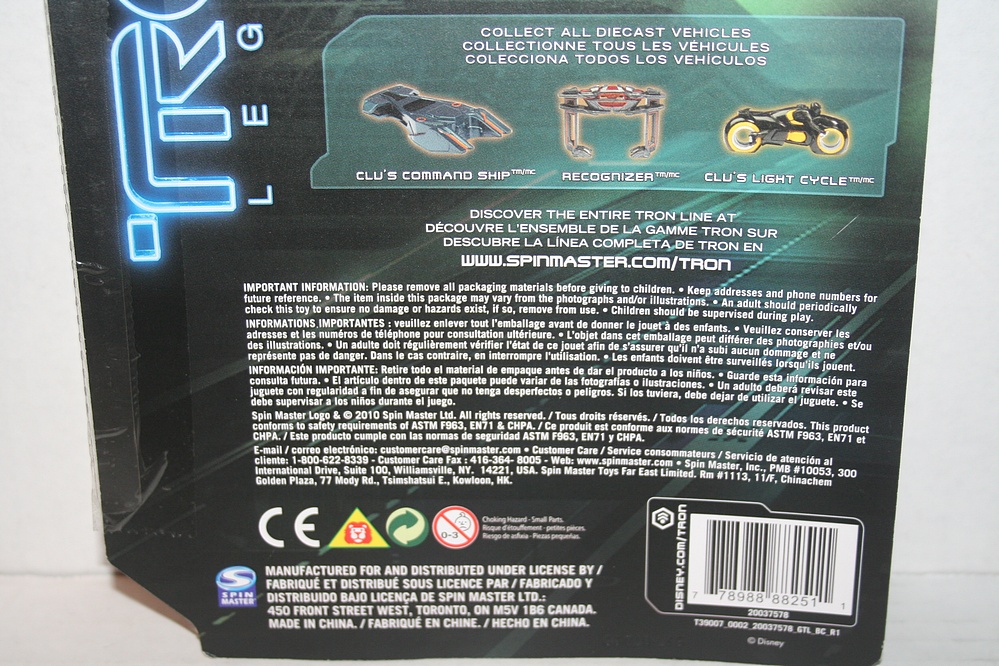 TR
LEG
COLLECT ALL DIECAST VEHICLES
COLLECTIONNE TOUS LES VÉHICULES
COLECCIONA TODOS LOS VEHÍCULOS
CLU'S COMMAND SHIP™/MC
RECOGNIZER™/MC
CLU'S LIGHT CYCLE™/MC
DISCOVER THE ENTIRE TRON LINE AT
DÉCOUVRE L'ENSEMBLE DE LA GAMME TRON SUR
DESCUBRE LA LÍNEA COMPLETA DE TRON EN
WWW.SPINMASTER.COM/TRON
IMPORTANT INFORMATION: Please remove all packaging materials before giving to children. • Keep addresses and phone numbers for
future reference. • The item inside this package may vary from the photographs and/or illustrations. • An adult should periodically
check this toy to ensure no damage or hazards exist, if so, remove from use. • Children should be supervised during play.
INFORMATIONS IMPORTANTES : veuillez enlever tout l'emballage avant de donner le jouet à des enfants. • Veuillez conserver les
adresses et les numéros de téléphone pour consultation ultérieure. • L'objet dans cet emballage peut différer des photographies et/ou
des illustrations. • Un adulte doit régulièrement vérifier l'état de ce jouet afin de s'assurer qu'il n'a subi aucun dommage et ne
représente pas de danger. Dans le cas contraire, en interrompre l'utilisation. • Les enfants doivent être surveillés lorsqu'ils jouent.
INFORMACIÓN IMPORTANTE: Retire todo el material de empaque antes de dar el producto a los niños. • Guarde esta información para
consulta futura. • El artículo dentro de este paquete puede variar de las fotografías o ilustraciones. • Un adulto deberá revisar este
juguete con regularidad a fin de asegurar que no tenga desperfectos o peligros. Si los tuviera, debe dejar de utilizar el juguete. • Se
debe supervisar a los niños durante el juego.
Spin Master Logo & © 2010 Spin Master Ltd. All rights reserved. / Tous droits réservés. / Todos los derechos reservados. This product
conforms to safety requirements of ASTM F963, EN71 & CHPA. / Ce produit est conforme aux normes de sécurité ASTM F963, EN71 et
CHPA. / Este producto cumple con las normas de seguridad ASTM F963, EN71 y CHPA.
E-mail / correo electrónico: customercare@spinmaster.com • Customer Care / Service consommateurs / Servicio de atención al
cliente: 1-800-622-8339 - Customer Care Fax : 416-364- 8005 - Web: www.spinmaster.com • Spin Master, Inc., PMB #10053, 300
International Drive, Suite 100, Williamsville, NY. 14221, USA. Spin Master Toys Far East Limited. Rm #1113, 11/F, Chinachem
Golden Plaza, 77 Mody Rd., Tsimshatsui E., Kowloon, HK.
CE
0-3
Choking Hazard - Small Parts.
Risque d'étouffement - petites pièces.
Riesgo de asfixia - Piezas pequeñas.
SPIN
MASTER™
MANUFACTURED FOR AND DISTRIBUTED UNDER LICENSE BY /
FABRIQUÉ ET DISTRIBUÉ SOUS LICENCE PAR / FABRICADO Y
DISTRIBUIDO BAJO LICENÇA DE SPIN MASTER LTD.:
450 FRONT STREET WEST, TORONTO, ON M5V 1B6 CANADA.
MADE IN CHINA. / FABRIQUÉ EN CHINE. / HECHO EN CHINA.
DISNEY.COM/TRON
7 78988 88251 1
20037578
T39007_0002_20037578_GTL_BC_R1
© Disney